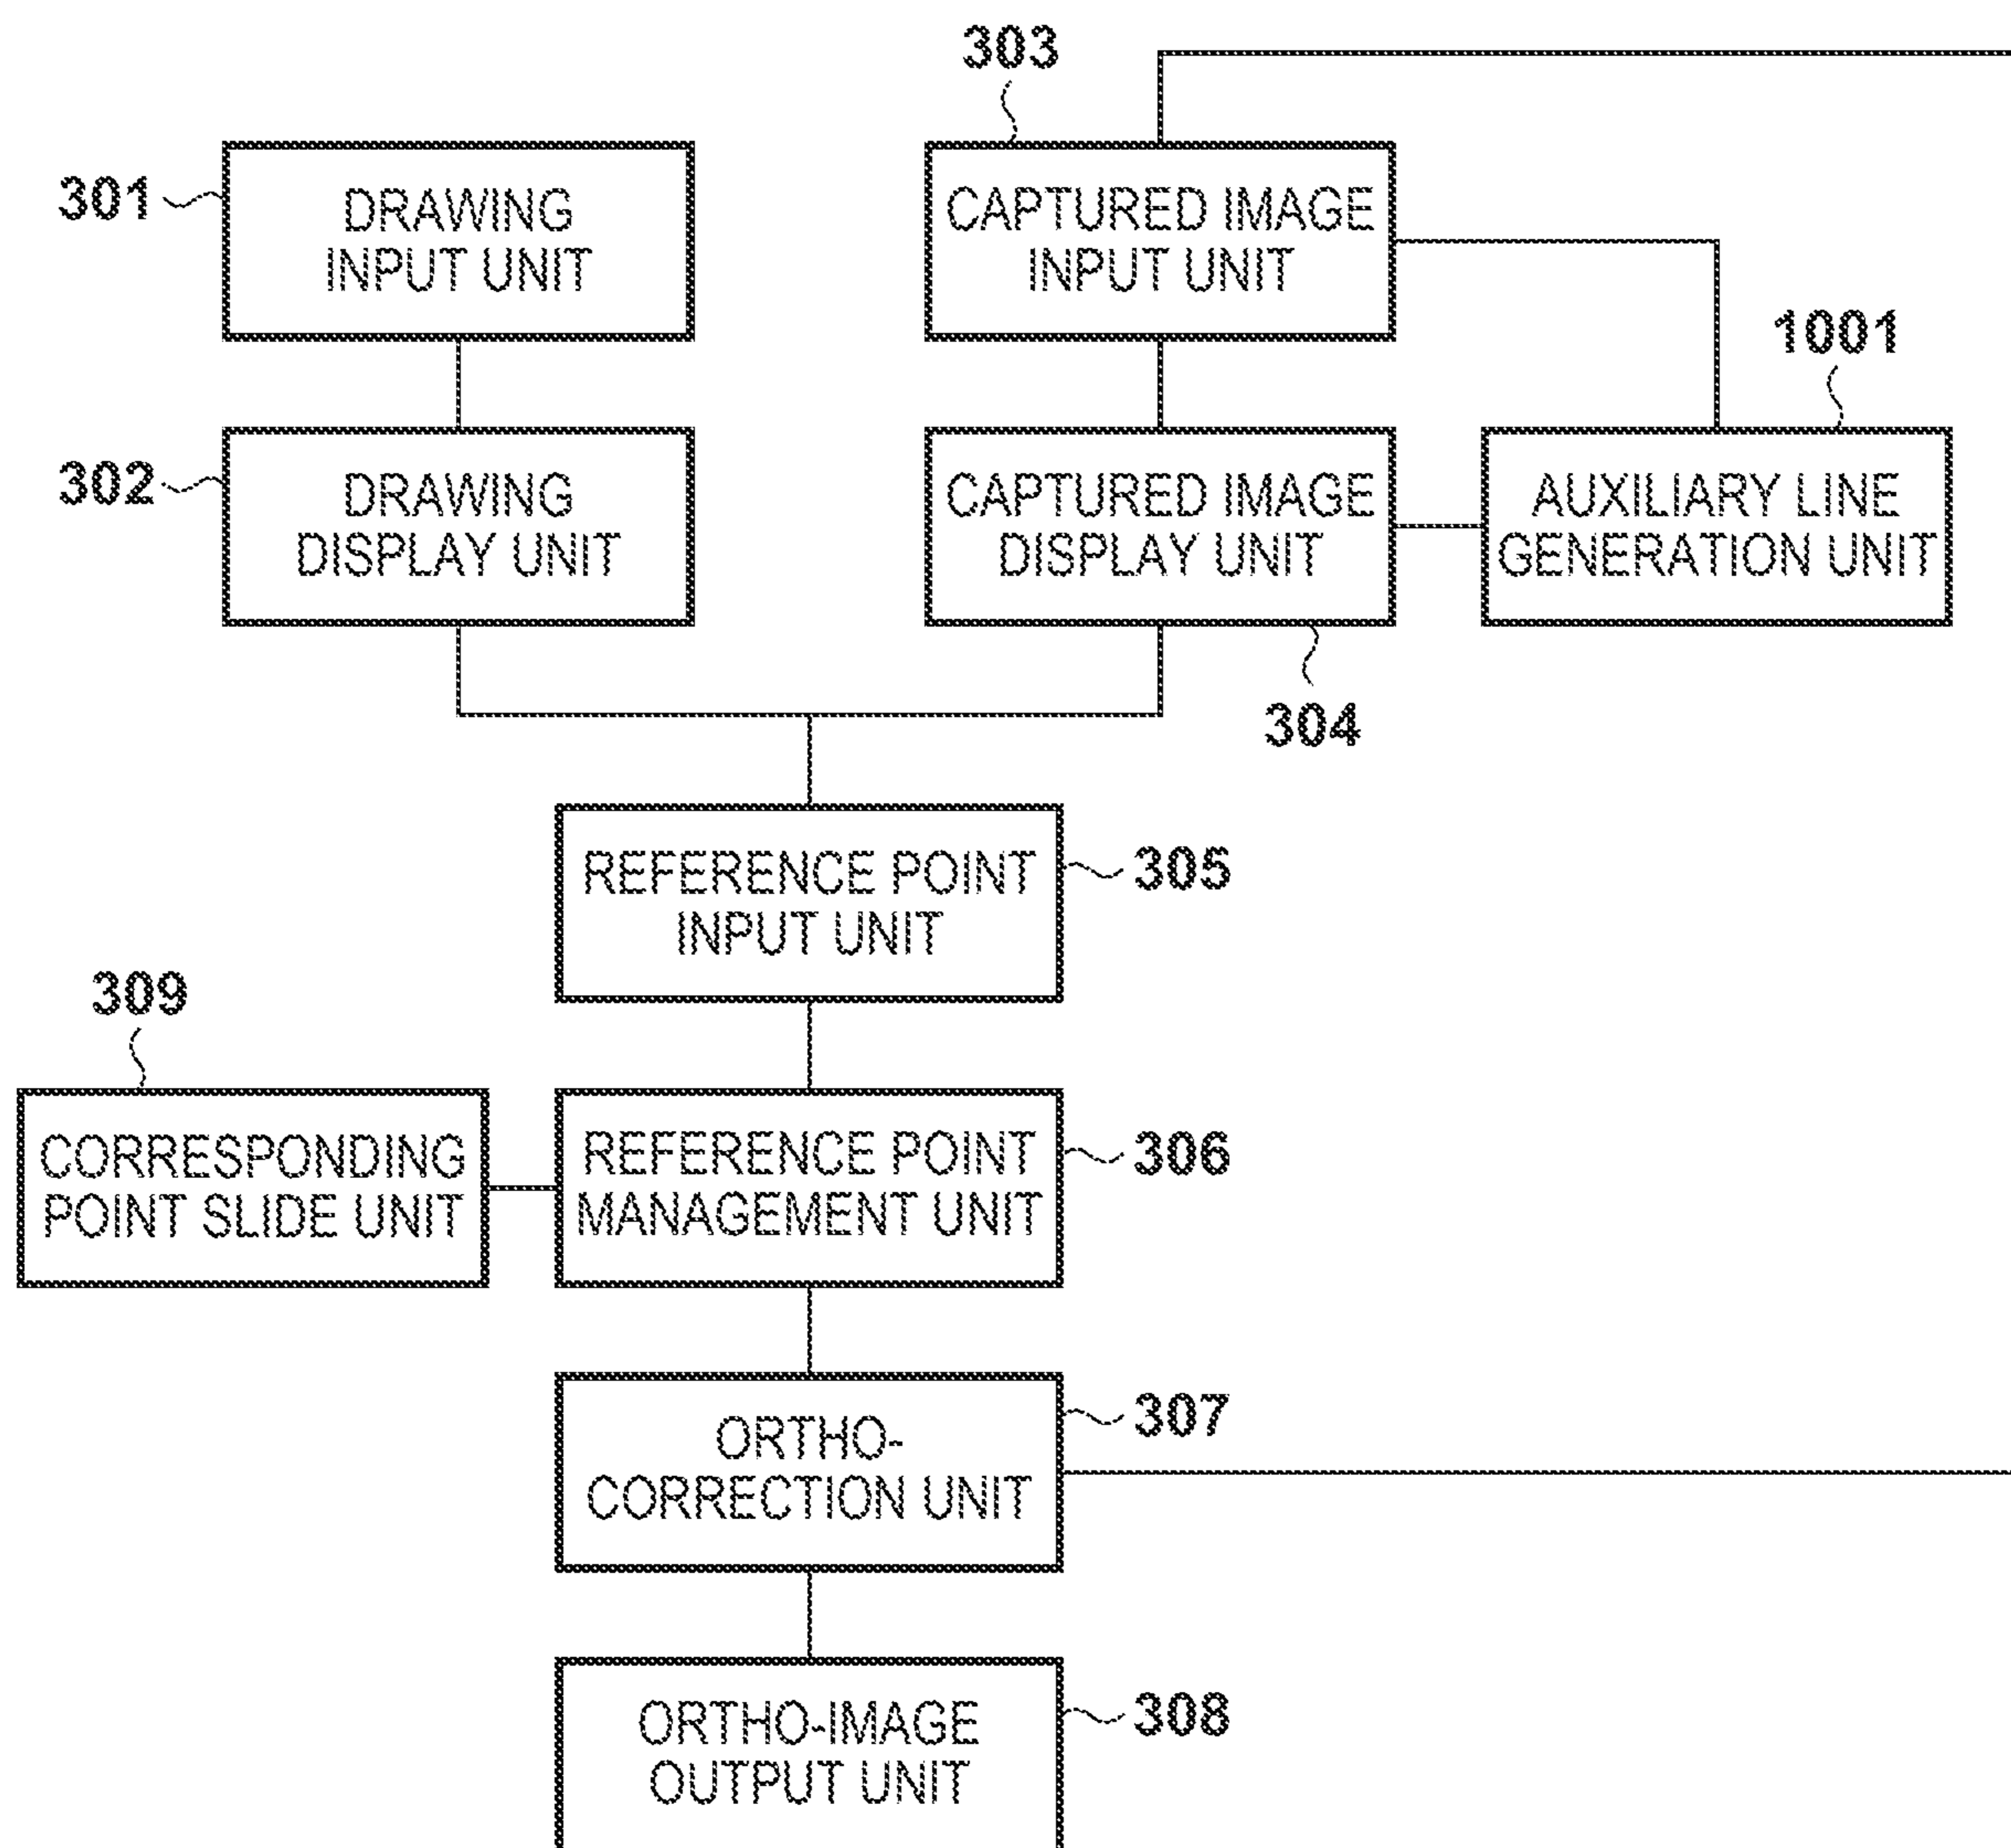 303
301
DRAWING
INPUT UNIT
CAPTURED IMAGE
INPUT UNIT
1001
302
DRAWING
DISPLAY UNIT
CAPTURED IMAGE
DISPLAY UNIT
AUXILIARY LINE
GENERATION UNIT
304
REFERENCE POINT
INPUT UNIT
305
309
CORRESPONDING
POINT SLIDE UNIT
REFERENCE POINT
MANAGEMENT UNIT
306
ORTHO-
CORRECTION UNIT
307
ORTHO-IMAGE
OUTPUT UNIT
308